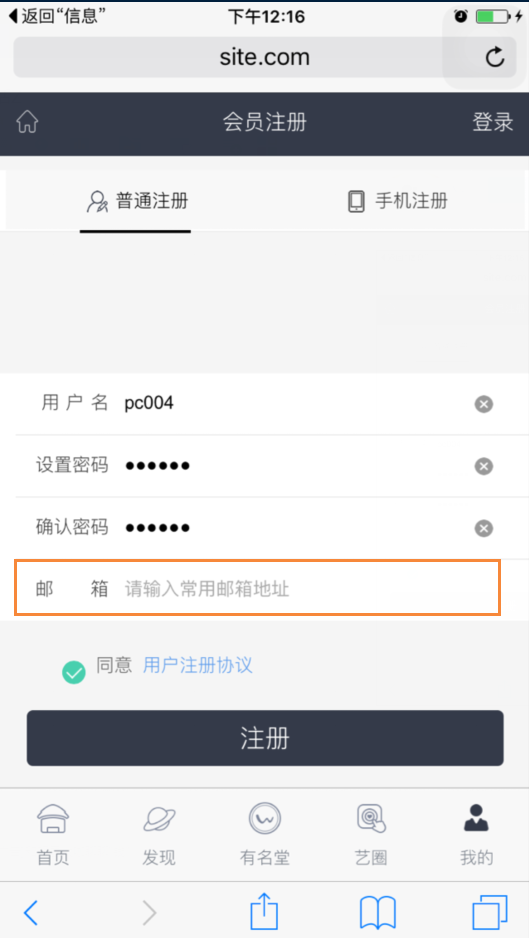 返回“信息” 下午12:16
site.com
会员注册 登录
普通注册 手机注册
用户名 pc004
设置密码 ••••••
确认密码 ••••••
邮箱 请输入常用邮箱地址
同意 用户注册协议
注册
首页 发现 有名堂 艺圈 我的